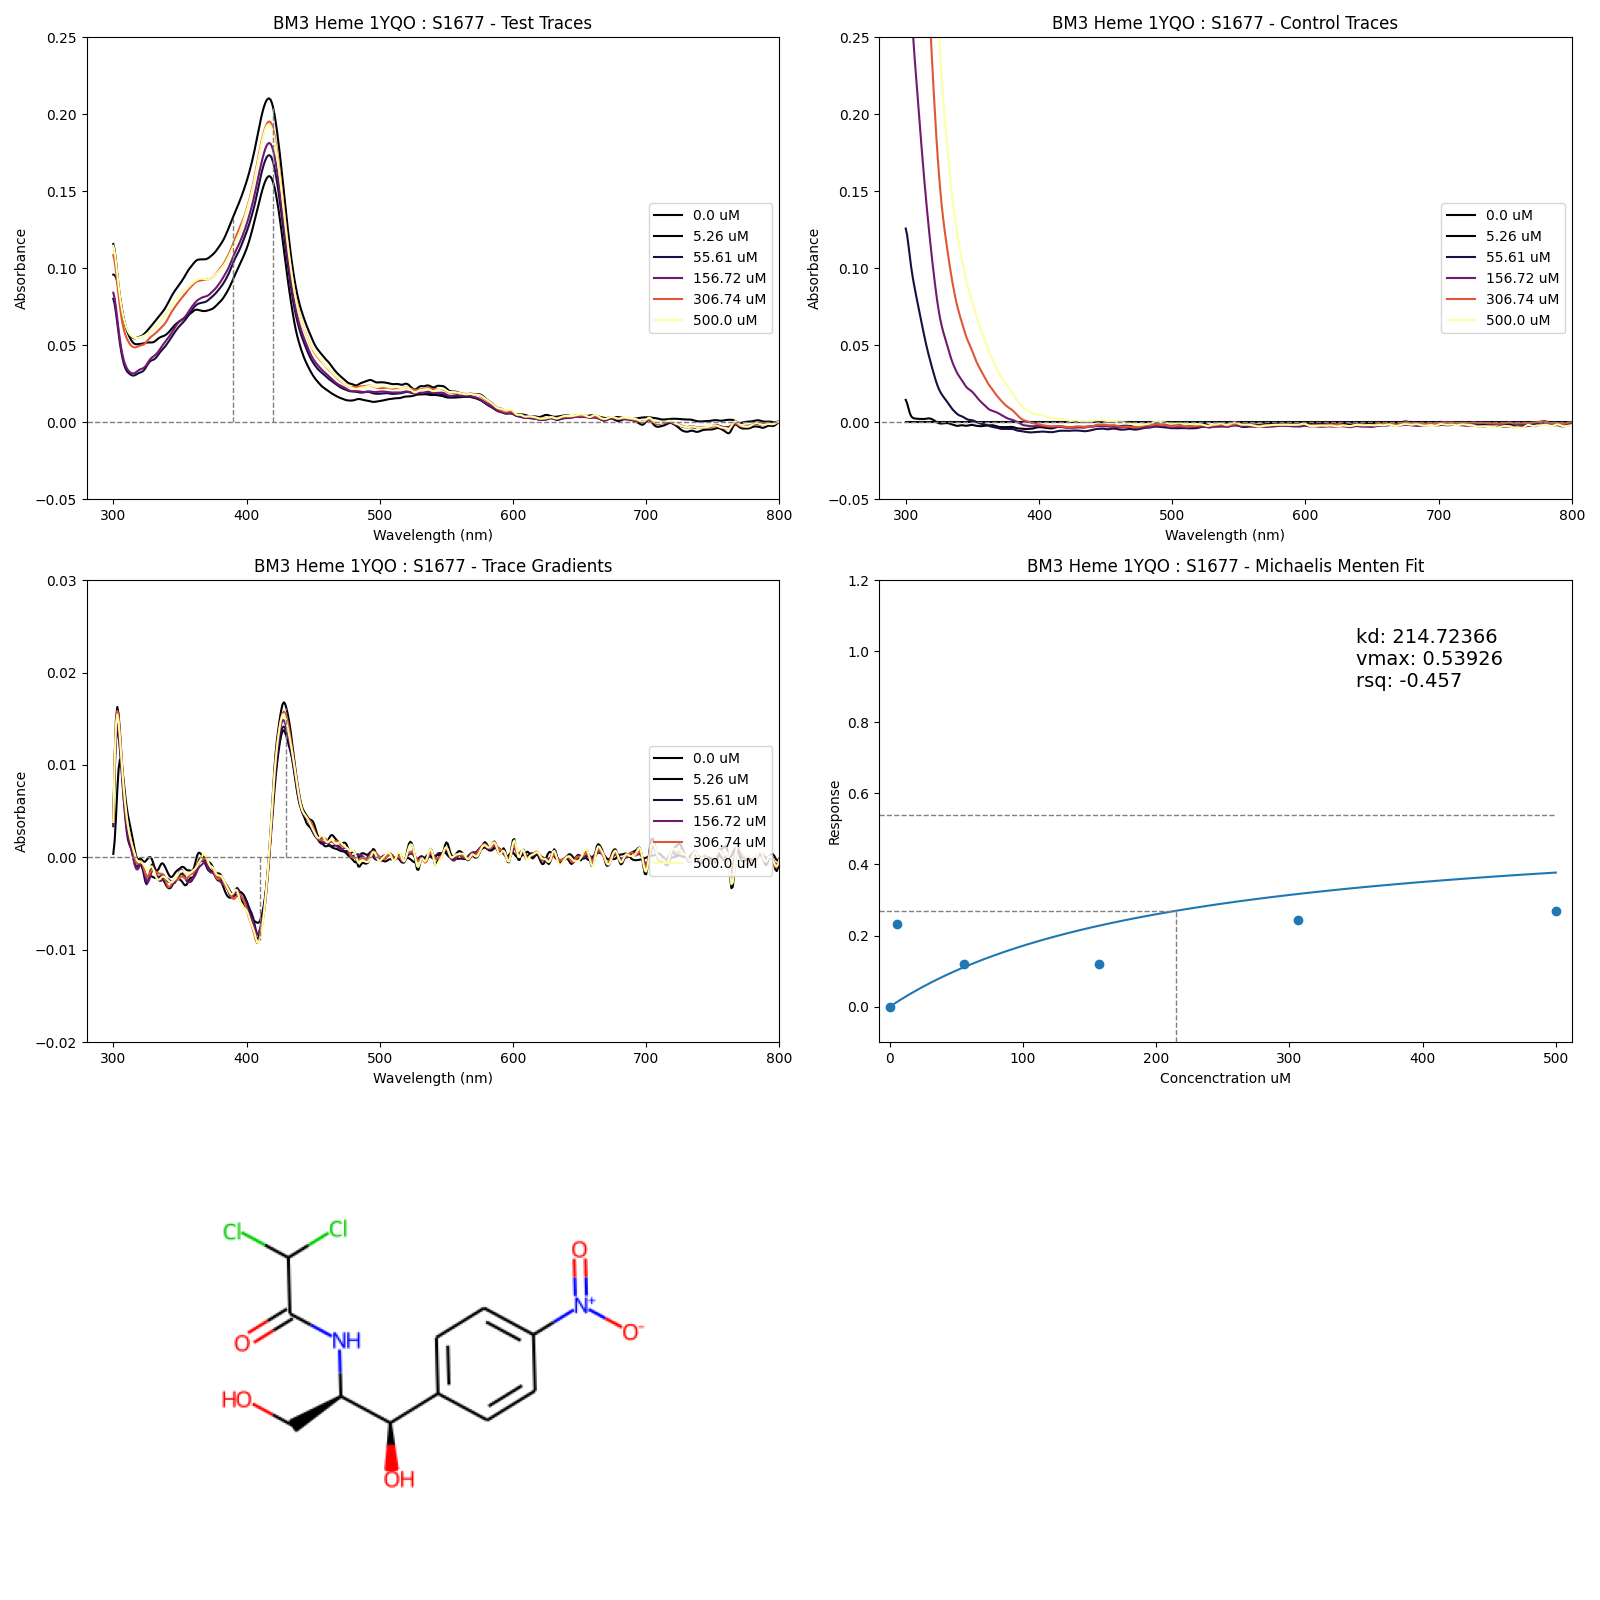 BM3 Heme 1YQO : S1677 - Test Traces
0.25
0.20
0.15
0.10
0.05
0.00
−0.05
Absorbance
300 400 500 600 700 800
Wavelength (nm)
0.0 uM
5.26 uM
55.61 uM
156.72 uM
306.74 uM
500.0 uM
BM3 Heme 1YQO : S1677 - Control Traces
0.25
0.20
0.15
0.10
0.05
0.00
−0.05
Absorbance
300 400 500 600 700 800
Wavelength (nm)
0.0 uM
5.26 uM
55.61 uM
156.72 uM
306.74 uM
500.0 uM
BM3 Heme 1YQO : S1677 - Trace Gradients
0.03
0.02
0.01
0.00
−0.01
−0.02
Absorbance
300 400 500 600 700 800
Wavelength (nm)
0.0 uM
5.26 uM
55.61 uM
156.72 uM
306.74 uM
500.0 uM
BM3 Heme 1YQO : S1677 - Michaelis Menten Fit
1.2
1.0
0.8
0.6
0.4
0.2
0.0
Response
kd: 214.72366
vmax: 0.53926
rsq: -0.457
0 100 200 300 400 500
Concenctration uM
Cl Cl
O
N+
O-
O NH
HO
OH